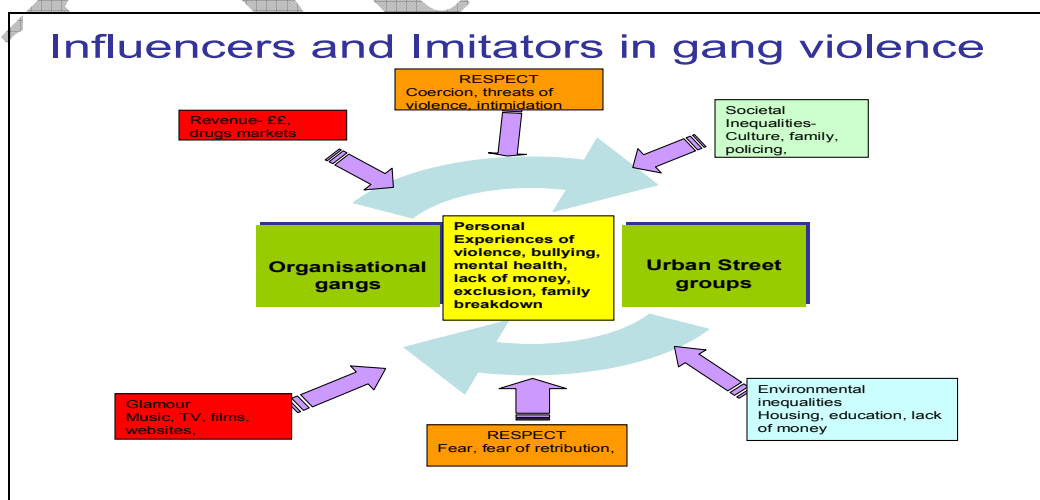 Influencers and Imitators in gang violence
RESPECT
Coercion, threats of
violence, intimidation
Revenue- ££,
drugs markets
Societal
Inequalities-
Culture, family,
policing,
Organisational
gangs
Personal
Experiences of
violence, bullying,
mental health,
lack of money,
exclusion, family
breakdown
Urban Street
groups
Glamour
Music, TV, films,
websites.
RESPECT
Fear, fear of retribution,
Environmental
inequalities
Housing, education, lack
of money